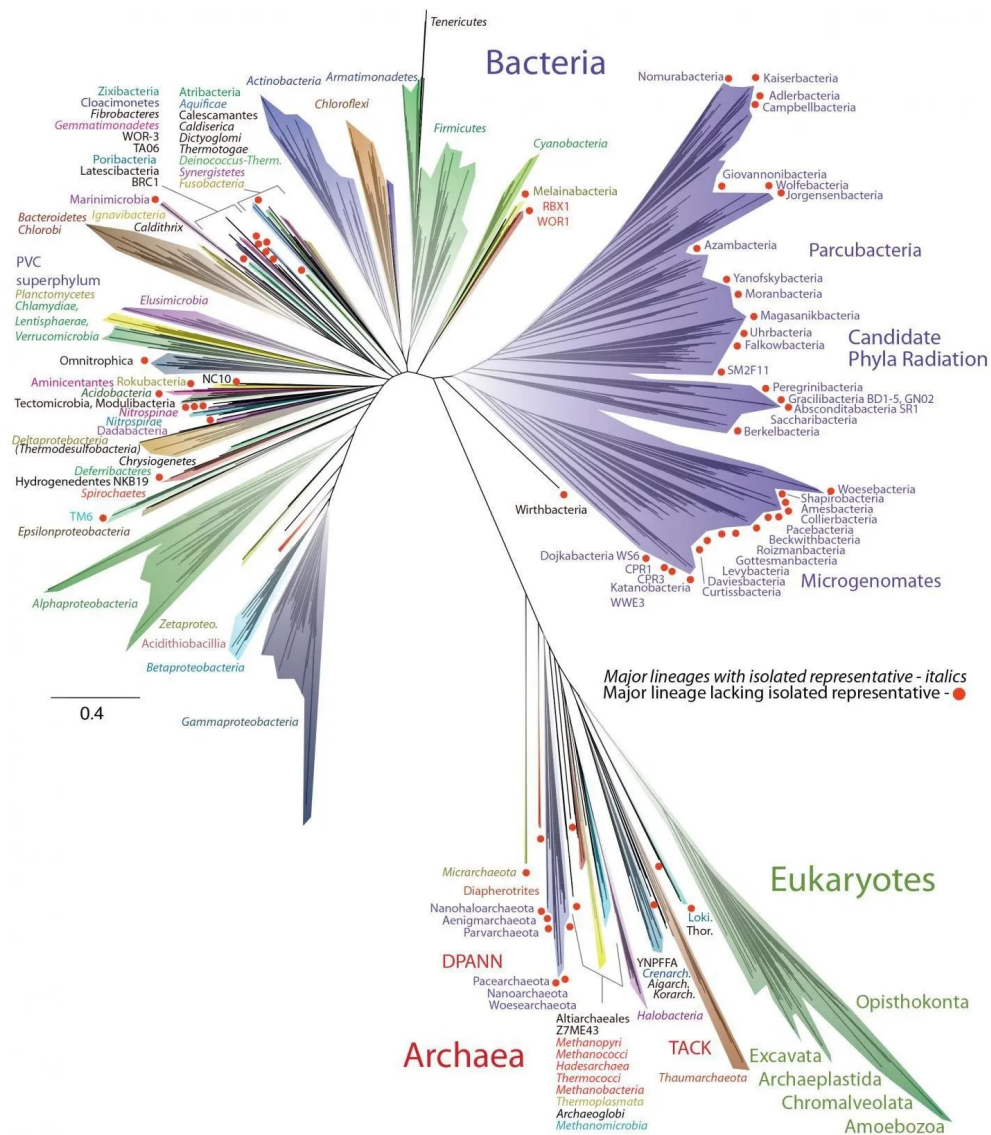 Tenericutes
Bacteria
Actinobacteria
Armatimonadetes
Nomurabacteria
Kaiserbacteria
Zixibacteria
Cloacimonetes
Fibrobacteres
Gemmatimonadetes
WOR-3
TA06
Poribacteria
Latescibacteria
BRC1
Atribacteria
Aquificae
Calescamantes
Caldiserica
Dictyoglomi
Thermotogae
Deinococcus-Therm.
Synergistetes
Fusobacteria
Chloroflexi
Firmicutes
Cyanobacteria
Adlerbacteria
Campbellbacteria
Giovannonibacteria
Wolfebacteria
Jorgensenbacteria
Melainabacteria
RBX1
WOR1
Marinimicrobia
Bacteroidetes
Chlorobi
Ignavibacteria
Caldithrix
Azambacteria
Parcubacteria
PVC
superphylum
Planctomycetes
Chlamydiae,
Lentisphaerae,
Verrucomicrobia
Elusimicrobia
Yanofskybacteria
Moranbacteria
Magasanikbacteria
Uhrbacteria
Falkowbacteria
Candidate
Phyla Radiation
SM2F11
Omnitrophica
Aminicentantes
Rokubacteria
NC10
Acidobacteria
Tectomicrobia, Modulibacteria
Nitrospinae
Nitrospirae
Dadabacteria
Peregrinibacteria
Gracilibacteria BD1-5, GN02
Absconditabacteria SR1
Saccharibacteria
Berkelbacteria
Deltaprotebacteria
(Thermodesulfobacteria)
Chrysiogenetes
Deferribacteres
Hydrogenedentes NKB19
Spirochaetes
TM6
Epsilonproteobacteria
Wirthbacteria
Woesebacteria
Shapirobacteria
Amesbacteria
Collierbacteria
Pacebacteria
Beckwithbacteria
Roizmanbacteria
Gottesmanbacteria
Levybacteria
Daviesbacteria
Curtissbacteria
Microgenomates
Dojkabacteria WS6
CPR1
CPR3
Katanobacteria
WWE3
Alphaproteobacteria
Zetaproteo.
Acidithiobacillia
Betaproteobacteria
Gammaproteobacteria
0.4
Major lineages with isolated representative - italics
Major lineage lacking isolated representative -
Micrarchaeota
Diapherotrites
Nanohaloarchaeota
Aenigmarchaeota
Parvarchaeota
DPANN
Pacearchaeota
Nanoarchaeota
Woesearchaeota
Archaea
Altiarchaeales
Z7ME43
Methanopyri
Methanococci
Hadesarchaea
Thermococci
Methanobacteria
Thermoplasmata
Archaeoglobi
Methanomicrobia
Halobacteria
YNPFFA
Crenarch.
Aigarch.
Korarch.
TACK
Thaumarchaeota
Loki.
Thor.
Eukaryotes
Opisthokonta
Excavata
Archaeplastida
Chromalveolata
Amoebozoa